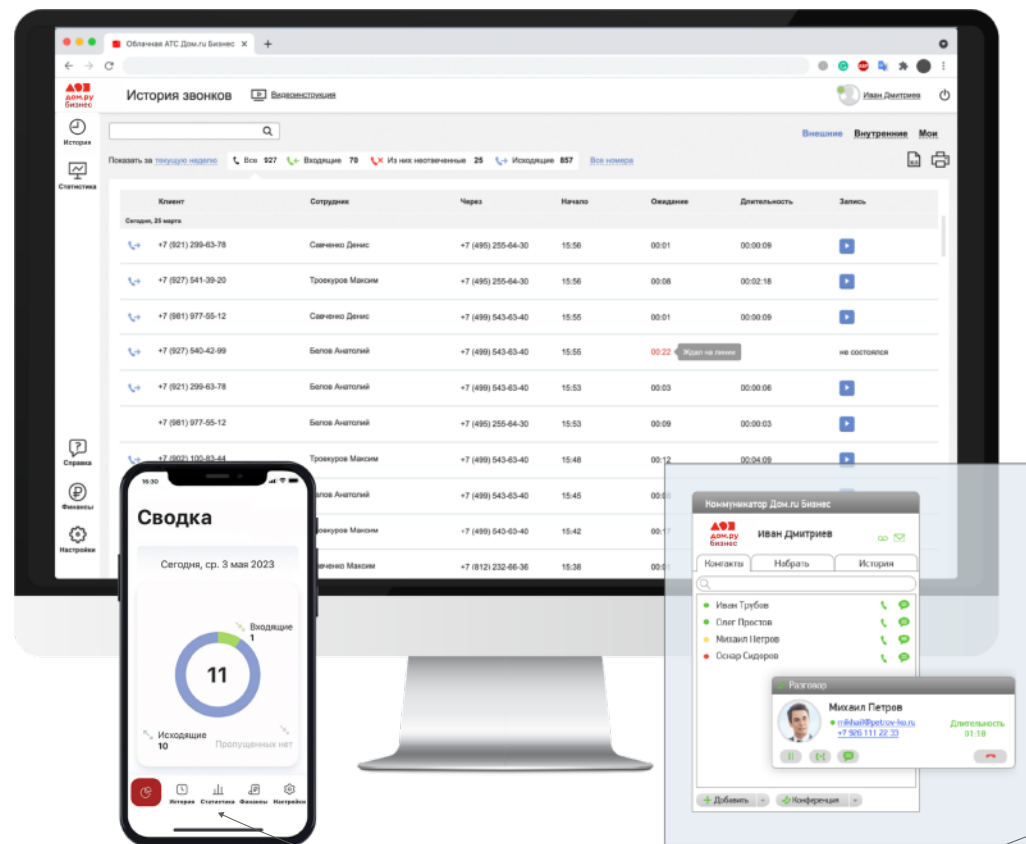 Облачная АТС Дом.ru Бизнес
дом.ру
бизнес
История звонков
Видеоинструкция
Иван Дмитриев
История
Статистика
Внешние Внутренние Мои
Показать за текущую неделю Все 927 Входящие 70 Из них неотвеченные 25 Исходящие 857 Все номера
Клиент Сотрудник Через Начало Ожидание Длительность Запись
Сегодня, 25 марта
+7 (921) 299-63-78 Савченко Денис +7 (495) 255-64-30 15:56 00:01 00:00:09
+7 (927) 541-39-20 Троекуров Максим +7 (495) 255-64-30 15:56 00:06 00:02:18
+7 (981) 977-55-12 Савченко Денис +7 (499) 543-63-40 15:55 00:01 00:00:09
+7 (927) 540-42-99 Белов Анатолий +7 (499) 543-63-40 15:55 00:22 Ждал на линии не состоялся
+7 (921) 299-63-78 Белов Анатолий +7 (499) 543-63-40 15:53 00:03 00:00:06
+7 (981) 977-55-12 Белов Анатолий +7 (495) 255-64-30 15:53 00:09 00:00:03
+7 (902) 100-83-44 Троекуров Максим +7 (499) 543-63-40 15:48 00:12 00:04:09
Анатолий +7 (499) 543-63-40 15:45
Максим +7 (499) 543-63-40 15:42
Максим +7 (812) 232-66-36 15:38
Справка
Финансы
Настройки
16:30
Сводка
Сегодня, ср. 3 мая 2023
Входящие
1
11
Исходящие
10
Пропущенных нет
История Статистика Финансы Настройки
Коммуникатор Дом.ru Бизнес
дом.ру
бизнес
Иван Дмитриев
Контакты Набрать История
Иван Трубов
Олег Простов
Михаил Петров
Оскар Сидоров
Разговор
Михаил Петров
mikhail@petrov-ko.ru
+7 926 111 22 33
Длительность
01:18
Добавить Конференция